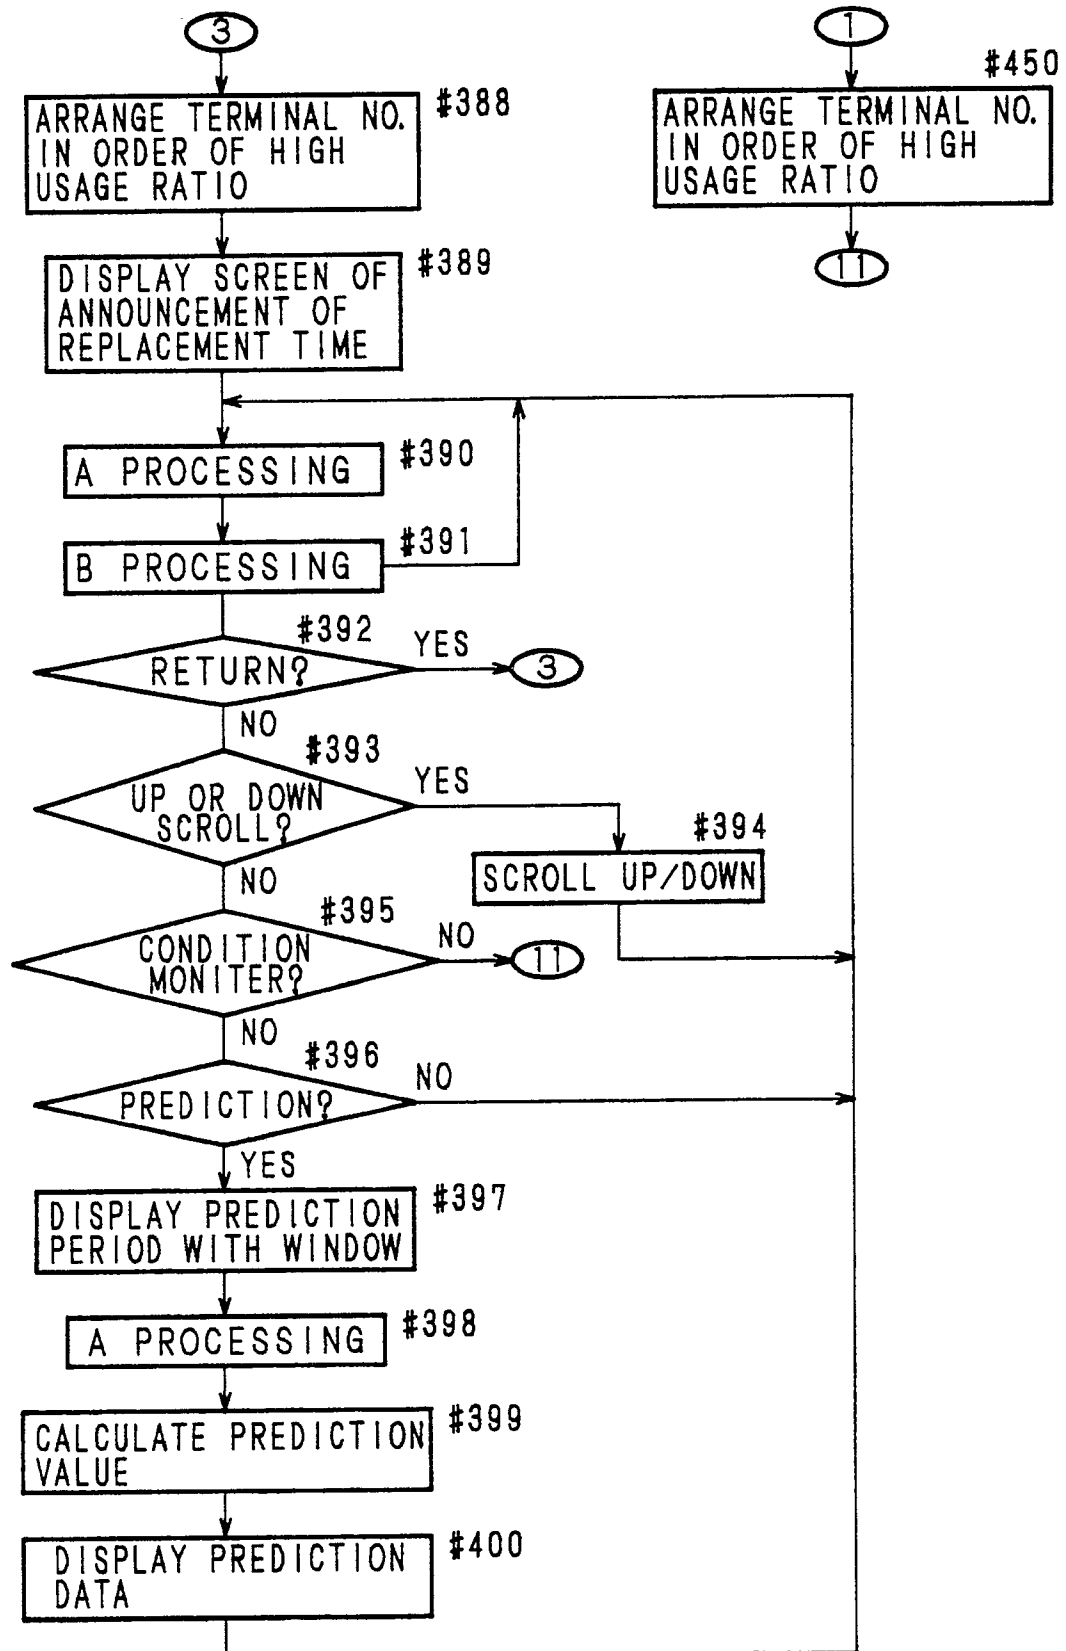 3
#388
ARRANGE TERMINAL NO.
IN ORDER OF HIGH
USAGE RATIO
#389
DISPLAY SCREEN OF
ANNOUNCEMENT OF
REPLACEMENT TIME
#390
A PROCESSING
#391
B PROCESSING
#392
RETURN?
YES
3
NO
#393
UP OR DOWN
SCROLL?
YES
#394
SCROLL UP/DOWN
NO
#395
CONDITION
MONITER?
NO
11
NO
#396
PREDICTION?
NO
YES
#397
DISPLAY PREDICTION
PERIOD WITH WINDOW
#398
A PROCESSING
#399
CALCULATE PREDICTION
VALUE
#400
DISPLAY PREDICTION
DATA
1
#450
ARRANGE TERMINAL NO.
IN ORDER OF HIGH
USAGE RATIO
11